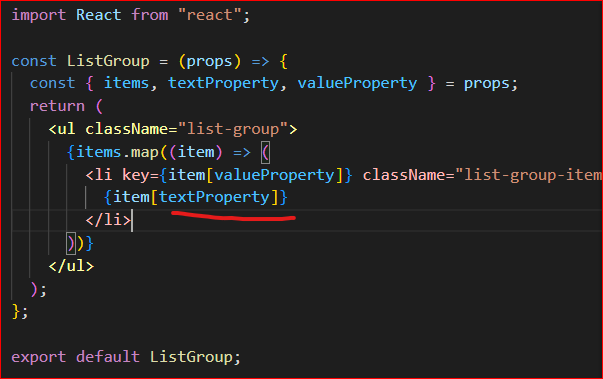 import React from "react";
const ListGroup = (props) => {
const { items, textProperty, valueProperty } = props;
return (
<ul className="list-group">
{items.map((item) => (
<li key={item[valueProperty]} className="list-group-item
{item[textProperty]}
</li>
))}
</ul>
);
};
export default ListGroup;